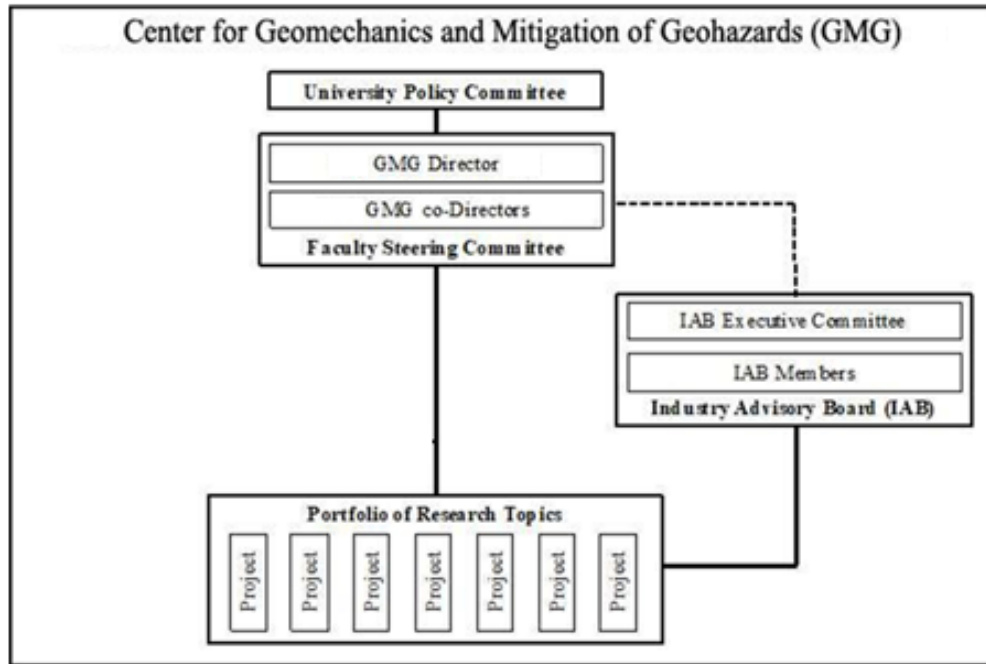 Center for Geomechanics and Mitigation of Geohazards (GMG)
University Policy Committee
GMG Director
GMG co-Directors
Faculty Steering Committee
IAB Executive Committee
IAB Members
Industry Advisory Board (IAB)
Portfolio of Research Topics
Project
Project
Project
Project
Project
Project
Project